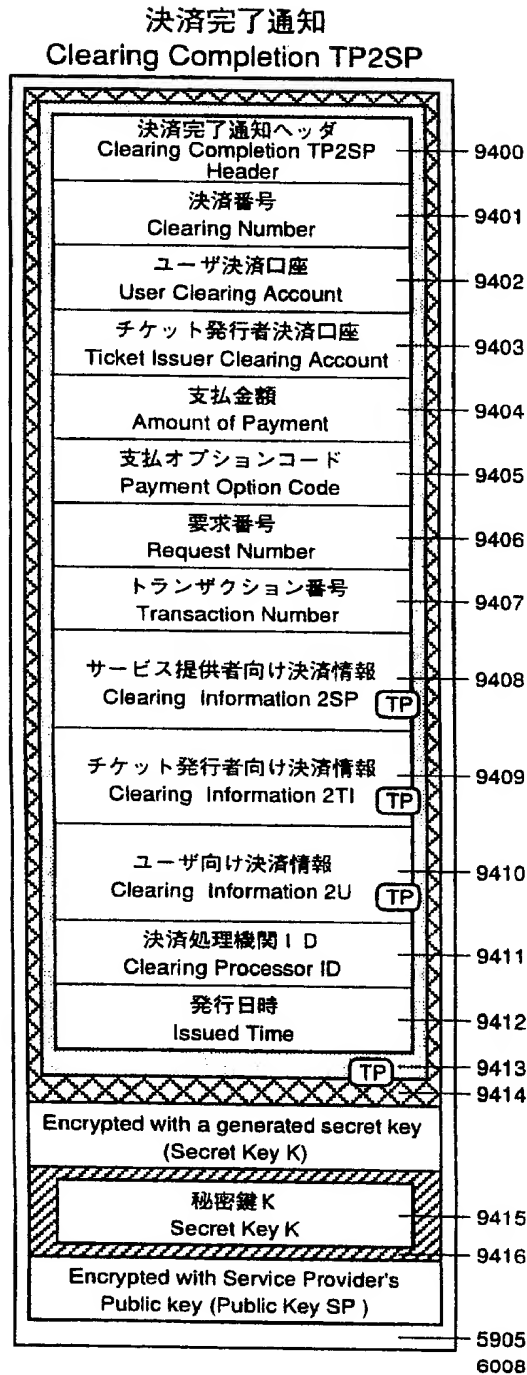 決済完了通知
Clearing Completion TP2SP
決済完了通知ヘッダ
Clearing Completion TP2SP
Header
9400
決済番号
Clearing Number
9401
ユーザ決済口座
User Clearing Account
9402
チケット発行者決済口座
Ticket Issuer Clearing Account
9403
支払金額
Amount of Payment
9404
支払オプションコード
Payment Option Code
9405
要求番号
Request Number
9406
トランザクション番号
Transaction Number
9407
サービス提供者向け決済情報
Clearing Information 2SP
TP
9408
チケット発行者向け決済情報
Clearing Information 2TI
TP
9409
ユーザ向け決済情報
Clearing Information 2U
TP
9410
決済処理機関ID
Clearing Processor ID
9411
発行日時
Issued Time
9412
TP
9413
9414
Encrypted with a generated secret key
(Secret Key K)
秘密鍵K
Secret Key K
9415
9416
Encrypted with Service Provider's
Public key (Public Key SP )
5905
6008